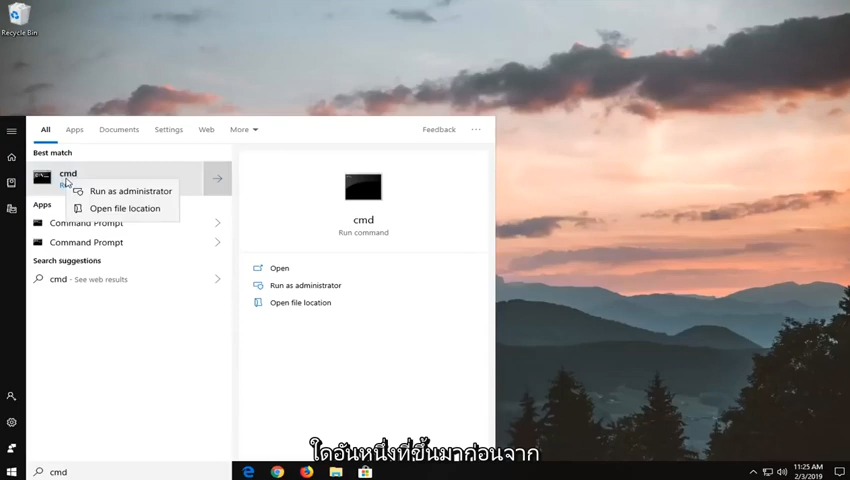 Recycle Bin
All Apps Documents Settings Web More Feedback ...
Best match
cmd
Run as administrator
Open file location
Apps
Command Prompt
Command Prompt
Search suggestions
cmd - See web results
cmd
Run command
Open
Run as administrator
Open file location
ใดอันหนึ่งที่ขึ้นมาก่อนจาก
cmd
11:25 AM
2/3/2019